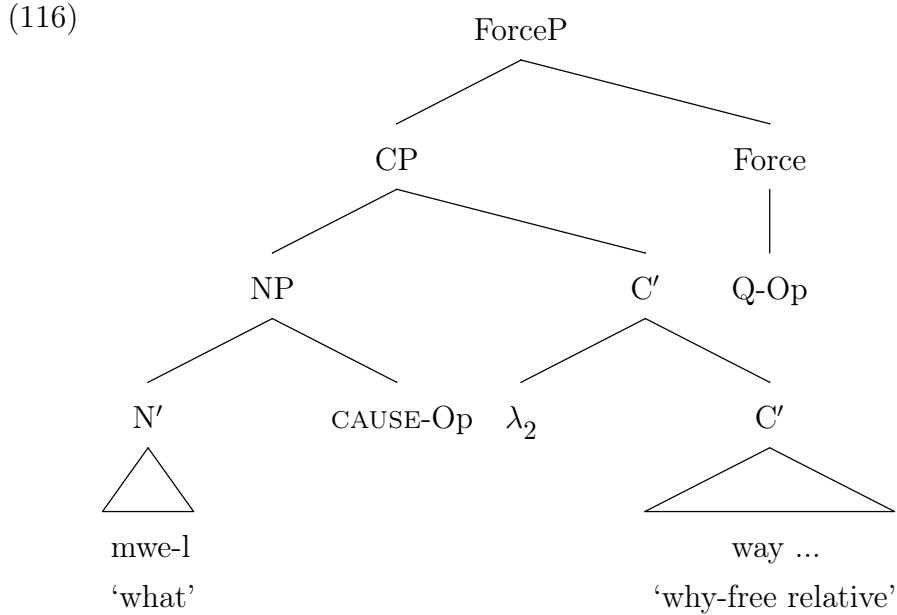 (116)
ForceP
CP Force
NP C′ Q-Op
N′ CAUSE-Op λ2 C′
mwe-l way ...
‘what’ ‘why-free relative’